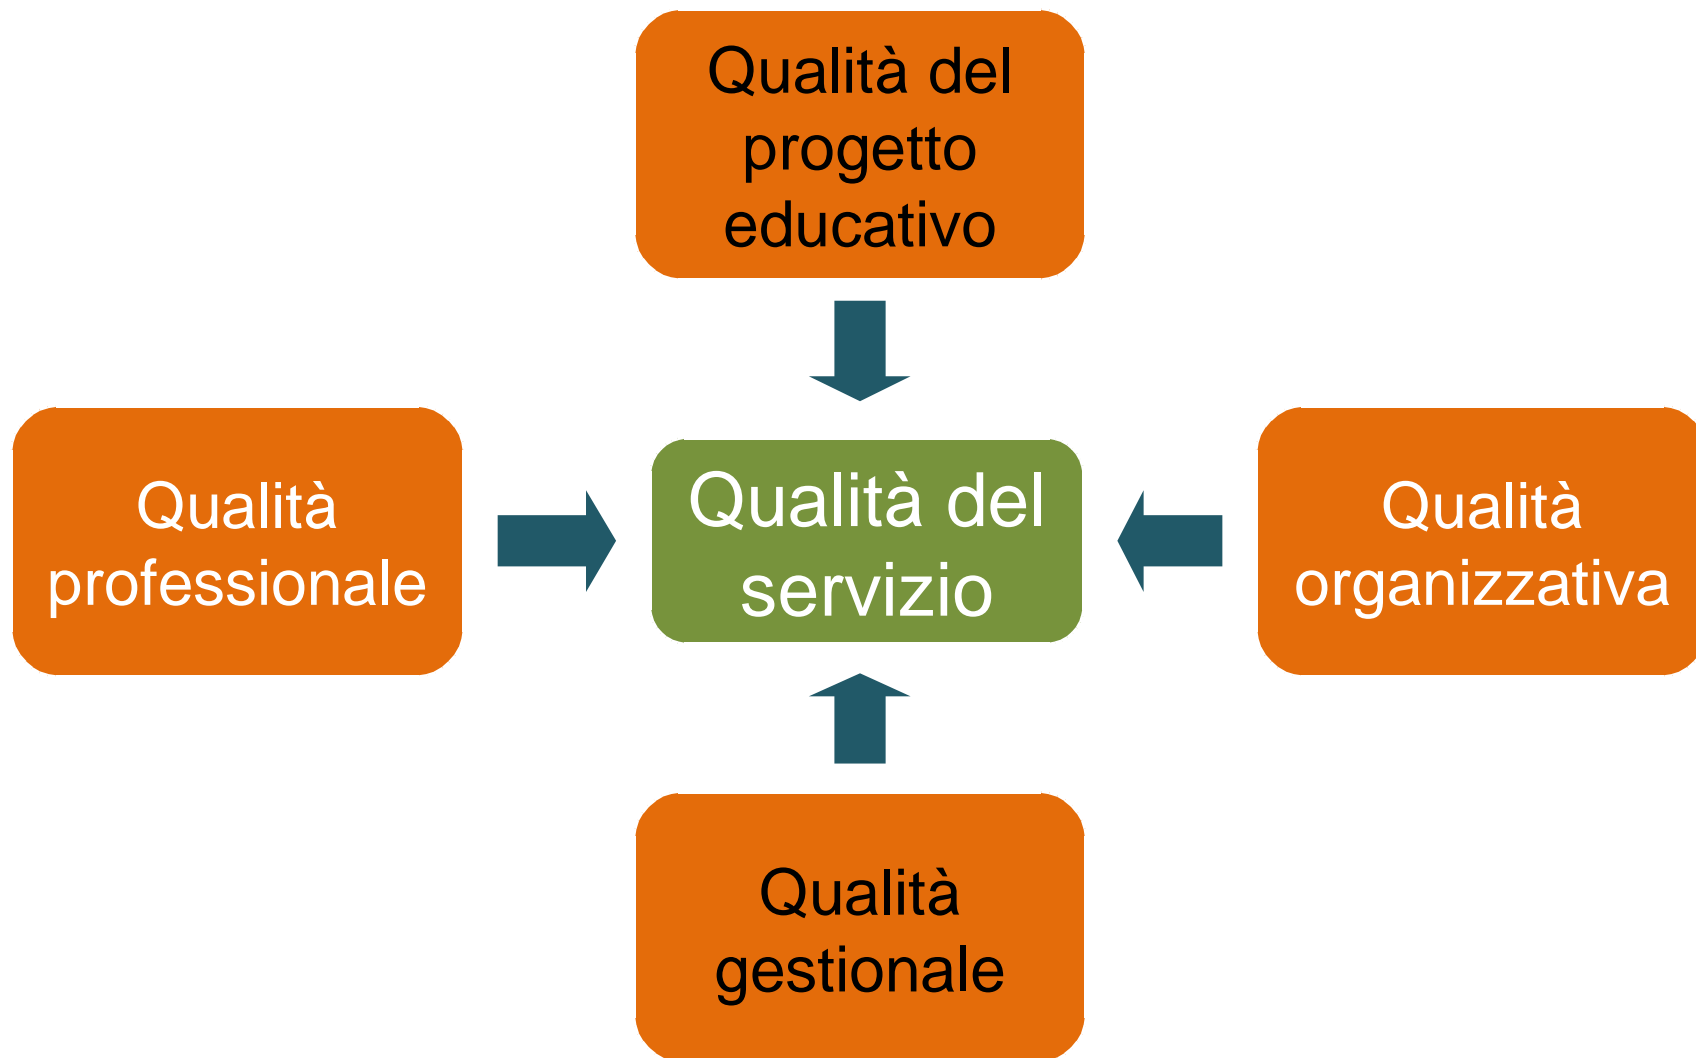 Qualità del
progetto
educativo
Qualità
professionale
Qualità del
servizio
Qualità
organizzativa
Qualità
gestionale